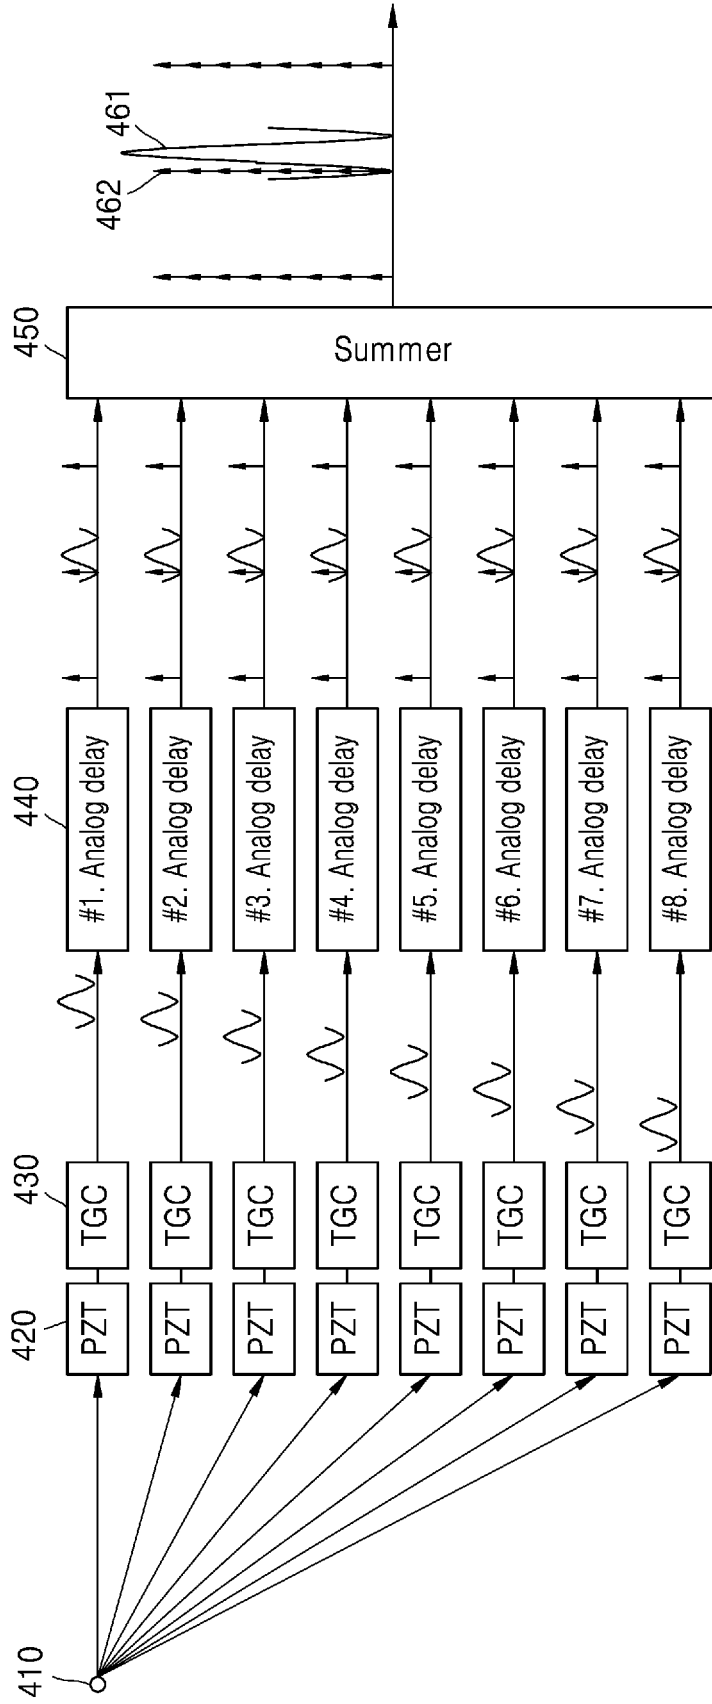 410
420
430
440
450
462
461
PZT
TGC
#1. Analog delay
PZT
TGC
#2. Analog delay
PZT
TGC
#3. Analog delay
PZT
TGC
#4. Analog delay
PZT
TGC
#5. Analog delay
PZT
TGC
#6. Analog delay
PZT
TGC
#7. Analog delay
PZT
TGC
#8. Analog delay
Summer